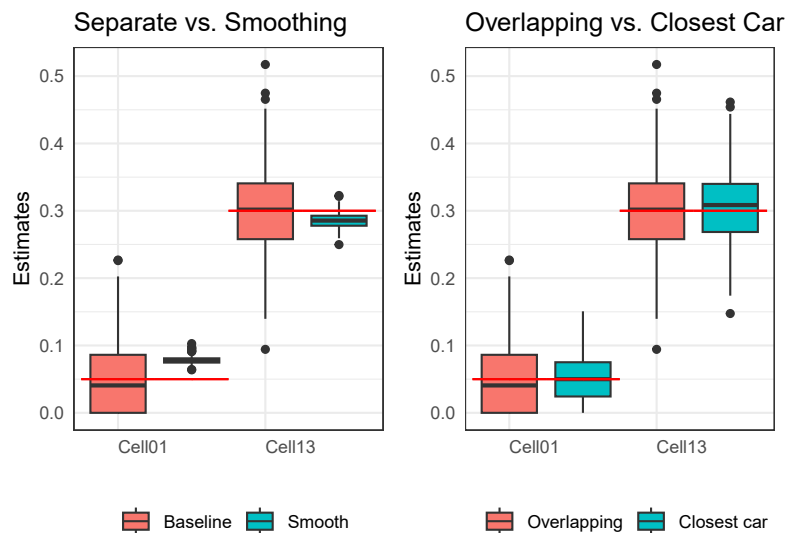 Separate vs. Smoothing
Estimates
0.5
0.4
0.3
0.2
0.1
0.0
Cell01 Cell13
Baseline Smooth
Overlapping vs. Closest Car
Estimates
0.5
0.4
0.3
0.2
0.1
0.0
Cell01 Cell13
Overlapping Closest car